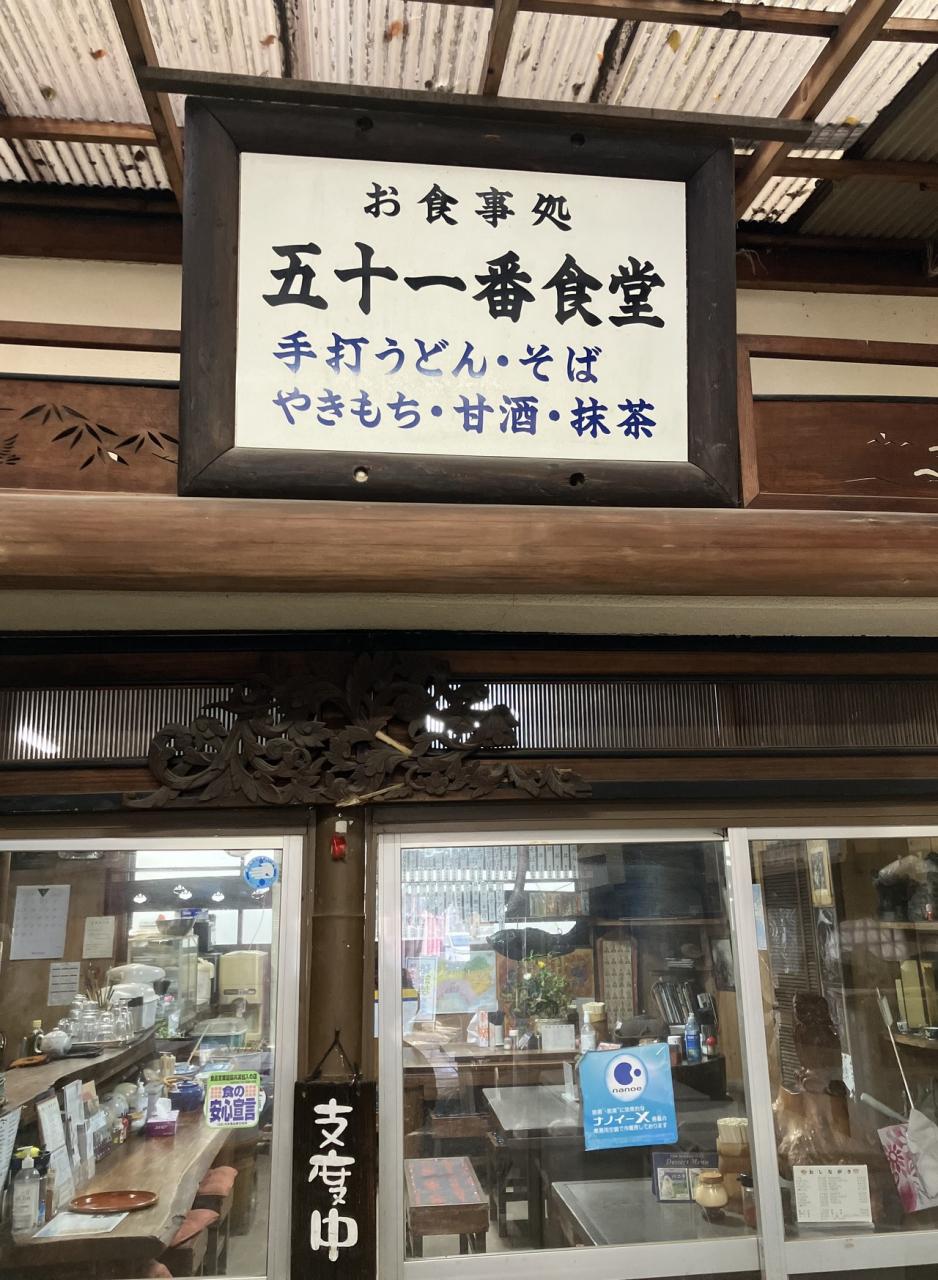 お食事処
五十一番食堂
手打うどん・そば
やきもち・甘酒・抹茶
食の
安心宣言
支度中
nanoe
ナノイーX
Dessert Menu
おしながき